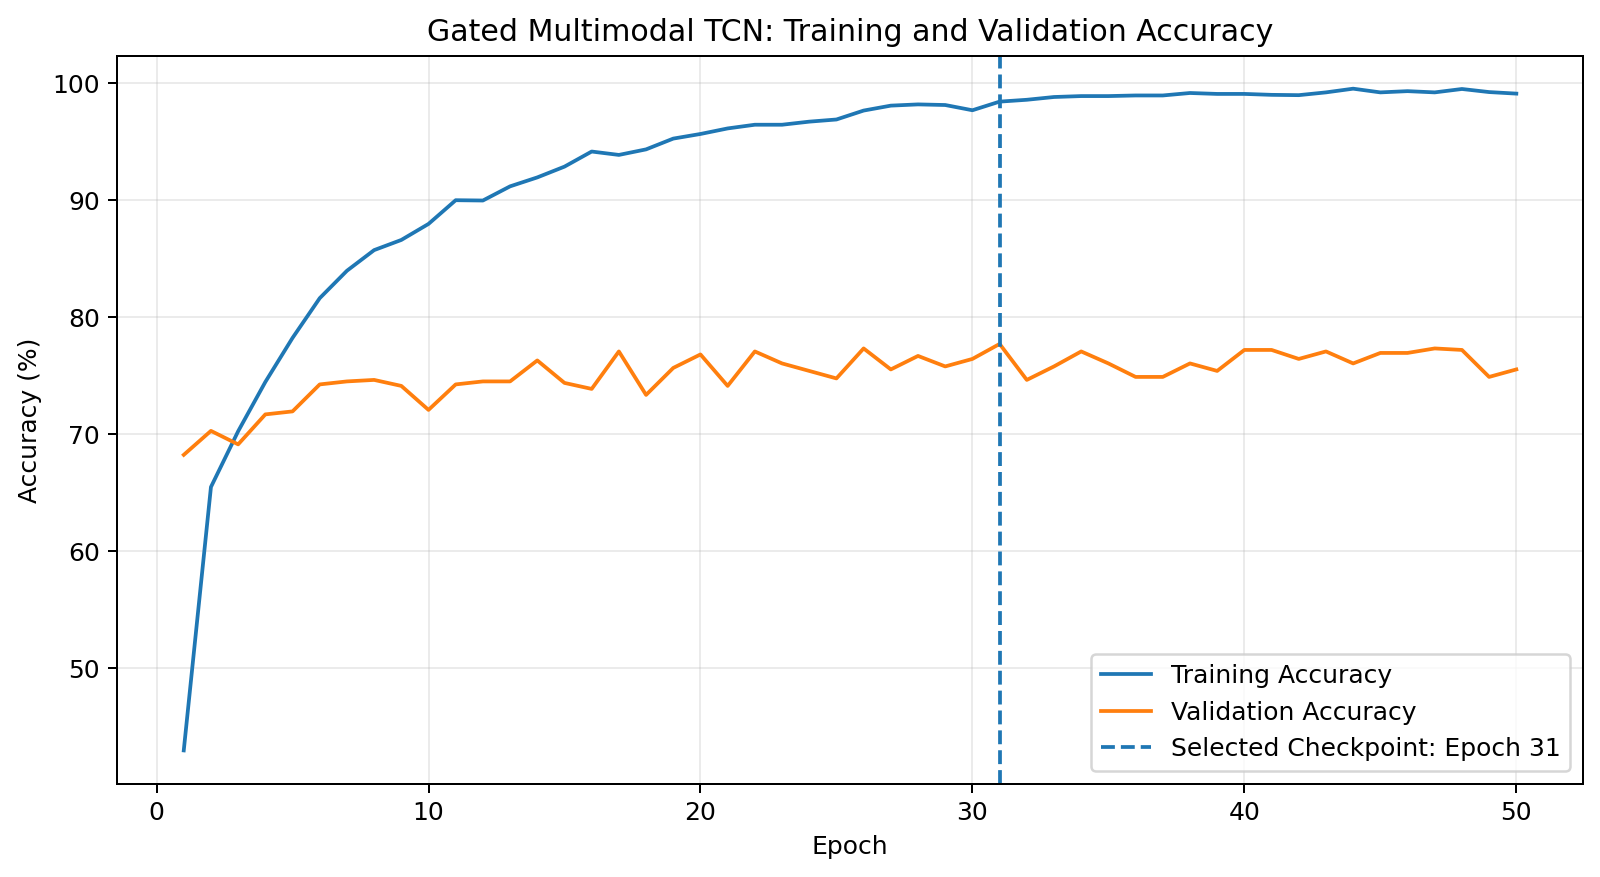 Gated Multimodal TCN: Training and Validation Accuracy
100
90
80
70
60
50
Accuracy (%)
0 10 20 30 40 50
Epoch
Training Accuracy
Validation Accuracy
Selected Checkpoint: Epoch 31